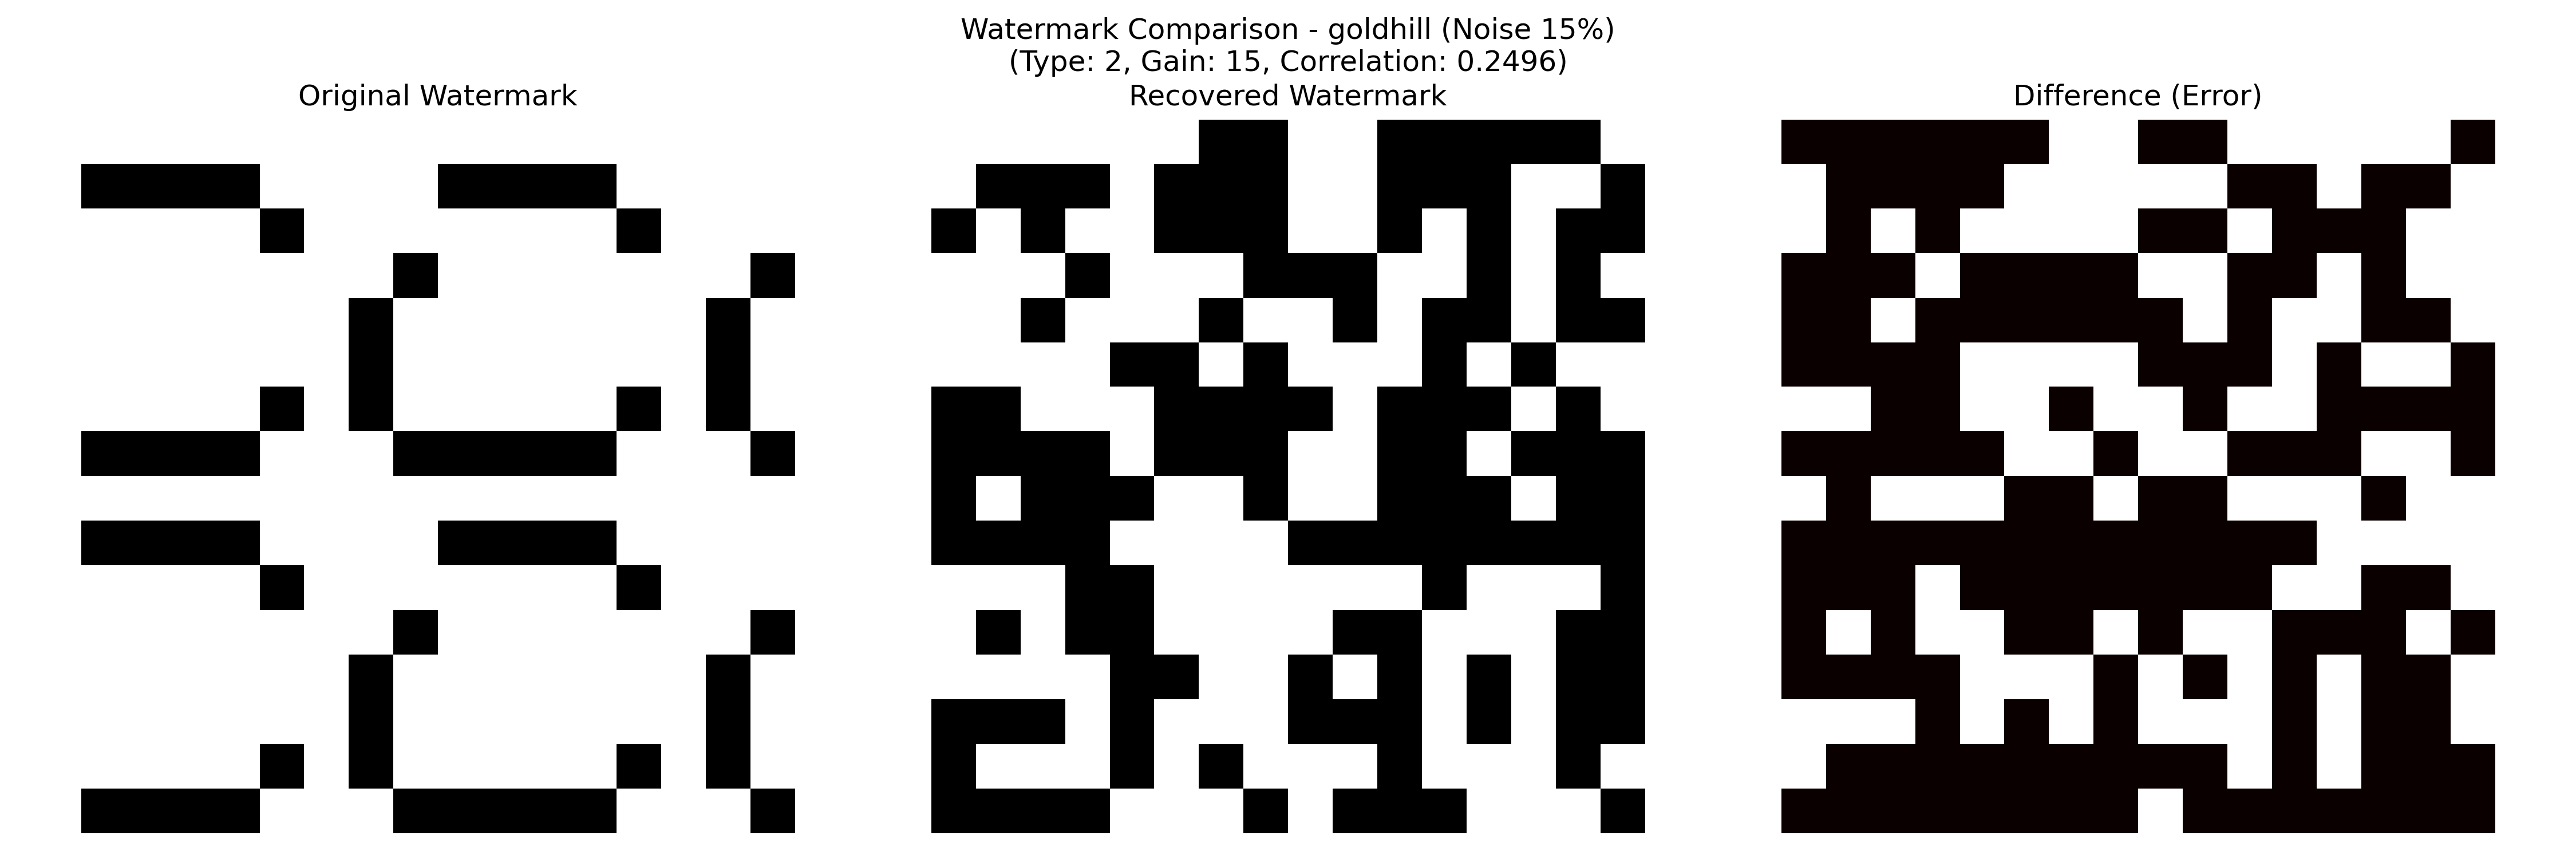 Watermark Comparison - goldhill (Noise 15%)
(Type: 2, Gain: 15, Correlation: 0.2496)
Original Watermark
Recovered Watermark
Difference (Error)